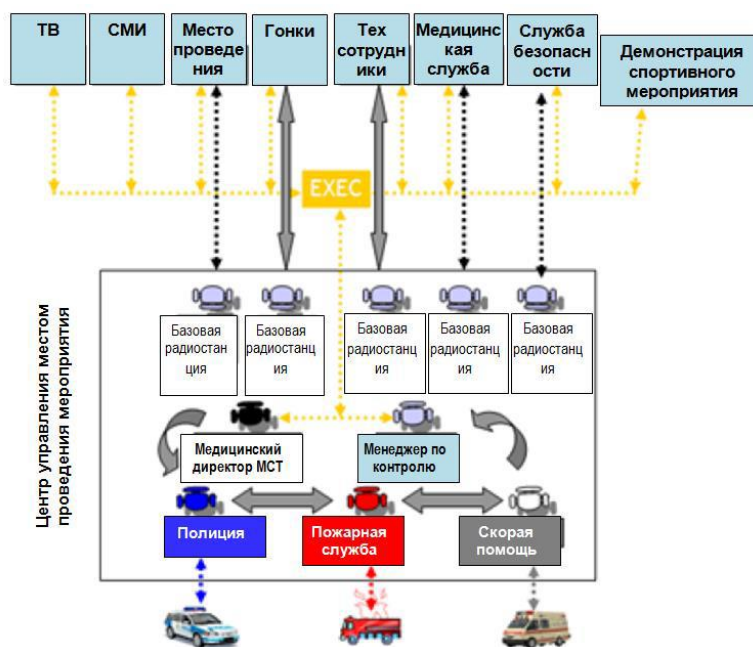 ТВ
СМИ
Место
проведе
ния
Гонки
Тех
сотрудн
ики
Медицинс
кая
служба
Служба
безопас
ности
Демонстрация
спортивного
мероприятия
EXEC
Центр управления местом
проведения мероприятия
Базовая
радиостан
ция
Базовая
радиостанц
ия
Базовая
радиостанц
ия
Базовая
радиостанц
ия
Базовая
радиостанц
ия
Медицинский
директор МСТ
Менеджер по
контролю
Полиция
Пожарная
служба
Скорая
помощь